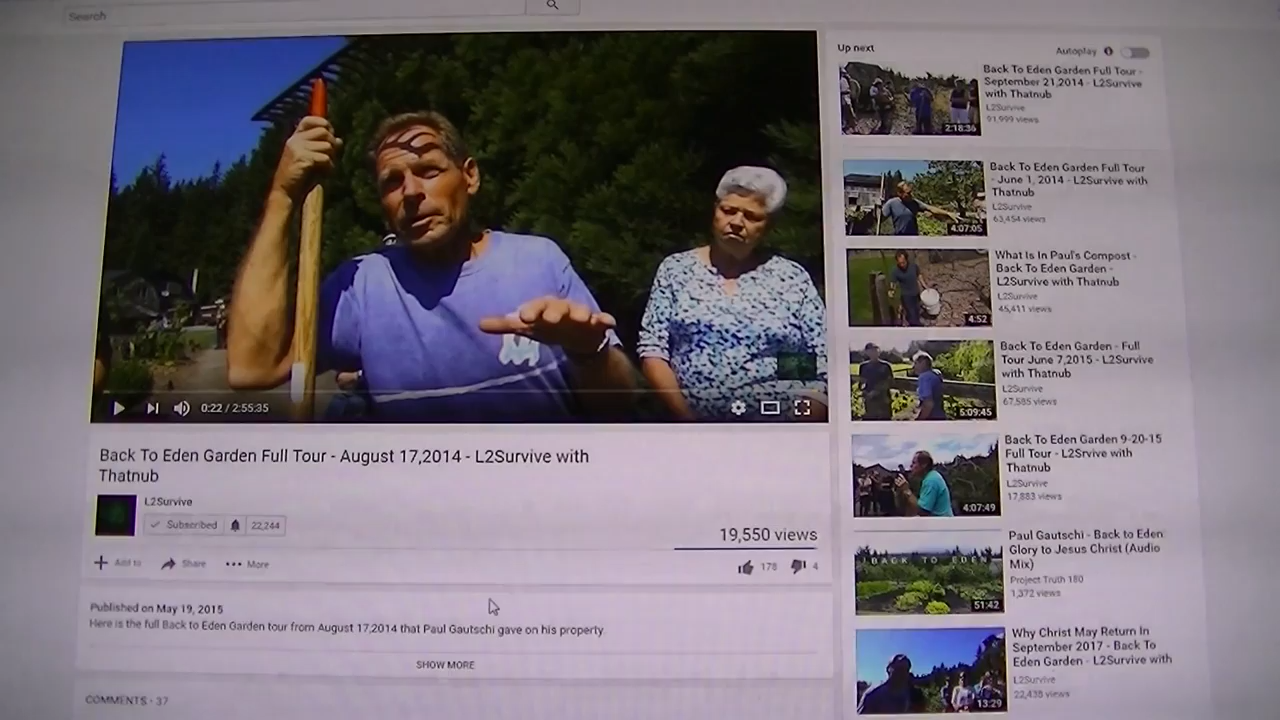 Search
0:22 / 2:55:35
Back To Eden Garden Full Tour - August 17,2014 - L2Survive with
Thatnub
L2Survive
Subscribed
22,244
19,550 views
Add to
Share
More
178
4
Published on May 19, 2015
Here is the full Back to Eden Garden tour from August 17,2014 that Paul Gautschi gave on his property.
SHOW MORE
COMMENTS · 37
Up next
Autoplay
Back To Eden Garden Full Tour -
September 21,2014 - L2Survive
with Thatnub
L2Survive
91,999 views
2:18:36
Back To Eden Garden Full Tour
- June 1, 2014 - L2Survive with
Thatnub
L2Survive
63,454 views
4:07:05
What Is In Paul's Compost -
Back To Eden Garden -
L2Survive with Thatnub
L2Survive
45,411 views
4:52
Back To Eden Garden - Full
Tour June 7,2015 - L2Survive
with Thatnub
L2Survive
67,585 views
5:09:45
Back To Eden Garden 9-20-15
Full Tour - L2Srvive with
Thatnub
L2Survive
17,883 views
4:07:49
Paul Gautschi - Back to Eden
Glory to Jesus Christ (Audio
Mix)
Project Truth 180
1,372 views
BACK TO EDEN
51:42
Why Christ May Return In
September 2017 - Back To
Eden Garden - L2Survive with
L2Survive
22,438 views
13:29